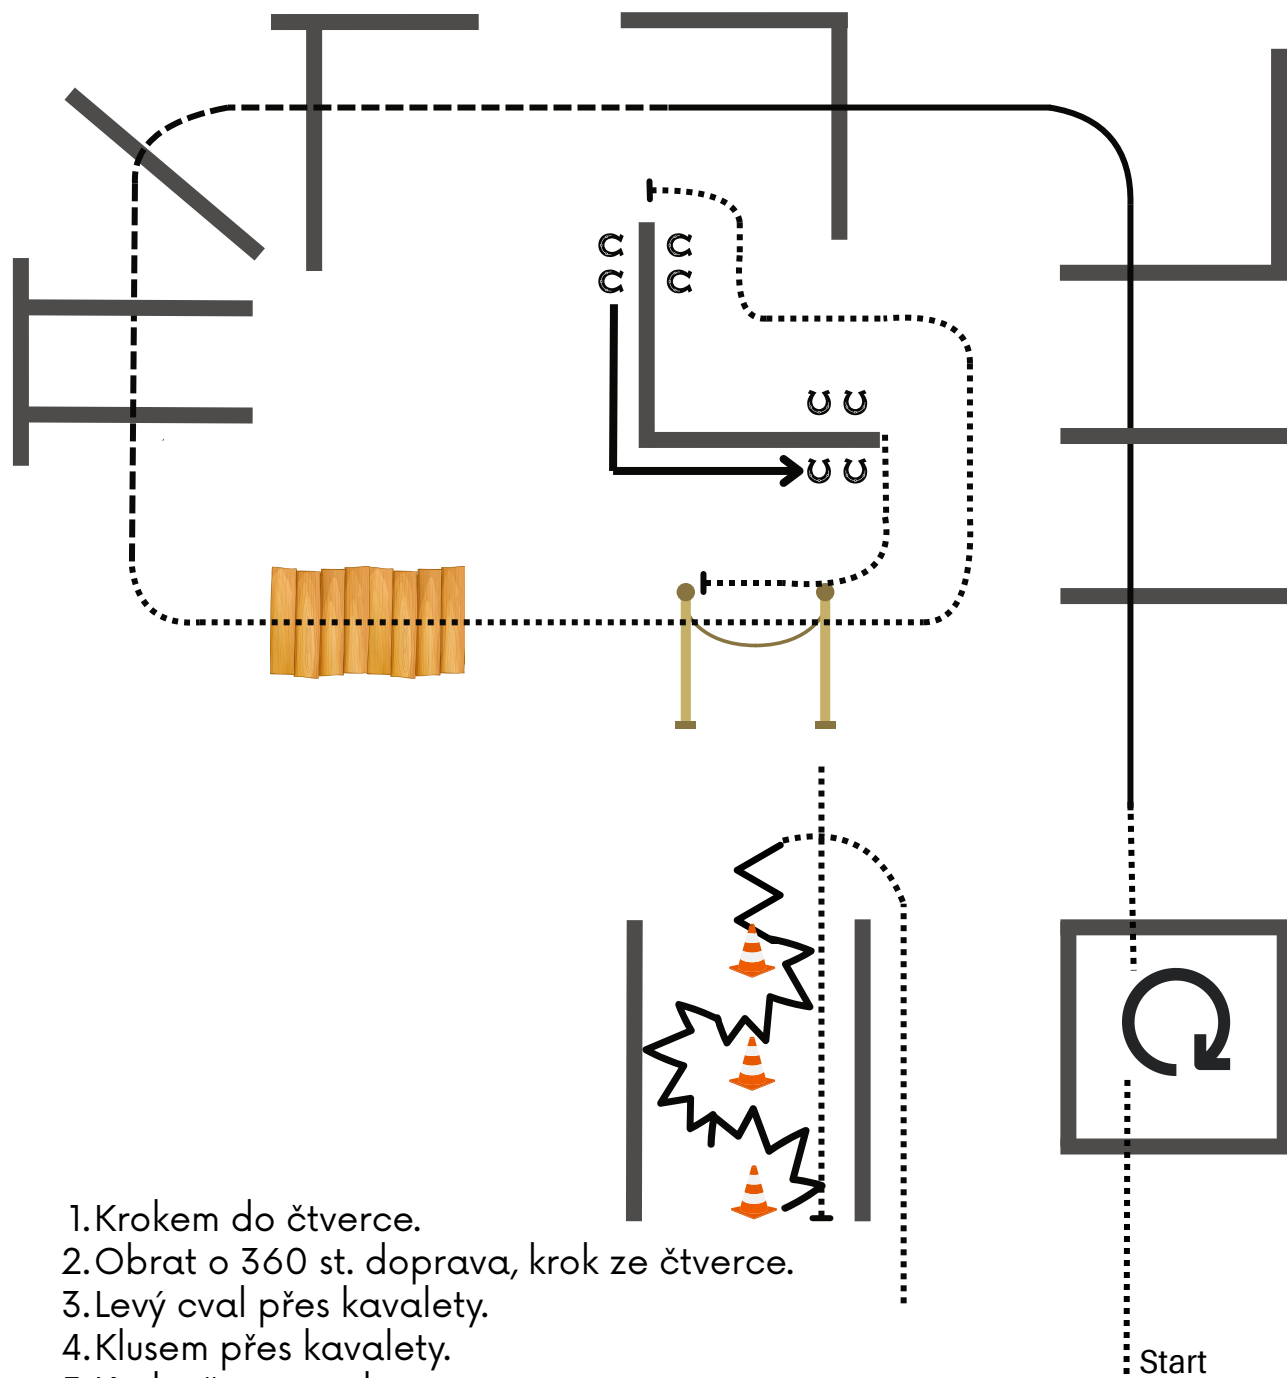 1.Krokem do čtverce.
2.Obrat o 360 st. doprava, krok ze čtverce.
3.Levý cval přes kavalety.
4.Klusem přes kavalety.
Start